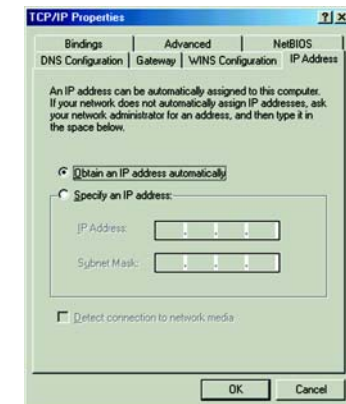 TCP/IP Properties
? x
Bindings Advanced NetBIOS
DNS Configuration Gateway WINS Configuration IP Address
An IP address can be automatically assigned to this computer.
If your network does not automatically assign IP addresses, ask
your network administrator for an address, and then type it in
the space below.
Obtain an IP address automatically
Specify an IP address:
IP Address:
Subnet Mask:
Detect connection to network media
OK Cancel